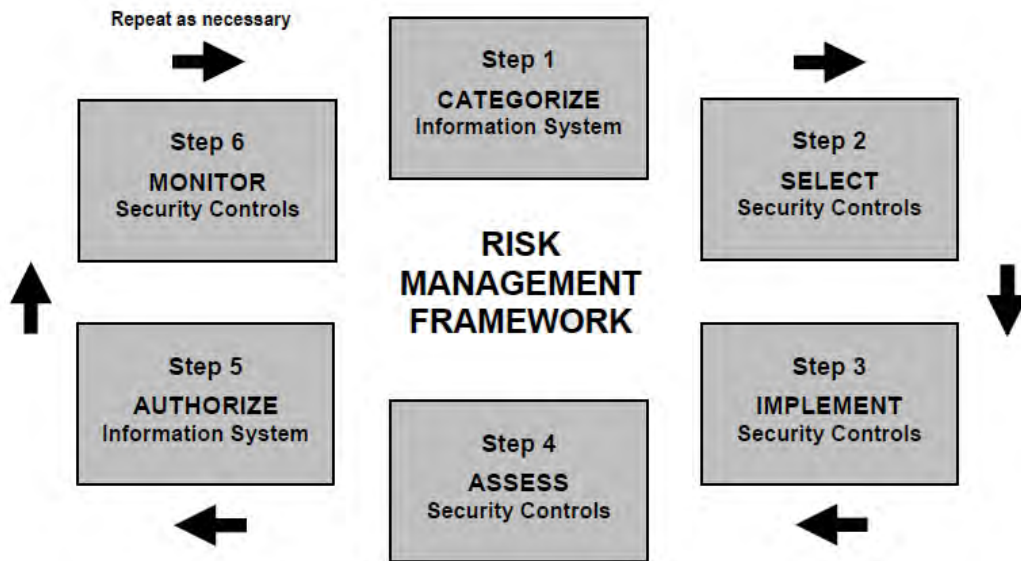 Repeat as necessary
Step 1
CATEGORIZE
Information System
Step 2
SELECT
Security Controls
Step 3
IMPLEMENT
Security Controls
Step 4
ASSESS
Security Controls
Step 5
AUTHORIZE
Information System
Step 6
MONITOR
Security Controls
RISK
MANAGEMENT
FRAMEWORK